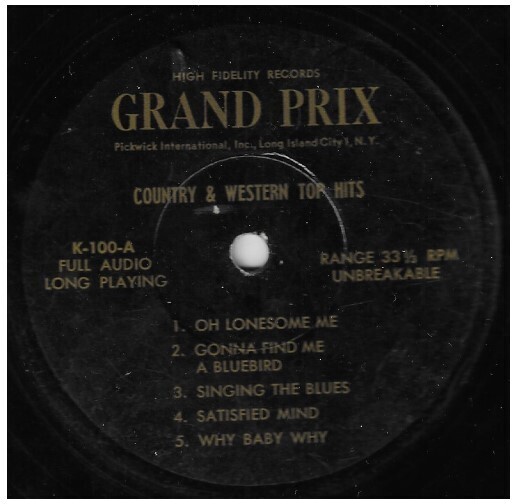 HIGH FIDELITY RECORDS
GRAND PRIX
Pickwick International, Inc., Long Island City 1, N.Y.
COUNTRY & WESTERN TOP HITS
K-100-A
FULL AUDIO
LONG PLAYING
RANGE 33⅓ RPM
UNBREAKABLE
1. OH LONESOME ME
2. GONNA FIND ME
A BLUEBIRD
3. SINGING THE BLUES
4. SATISFIED MIND
5. WHY BABY WHY